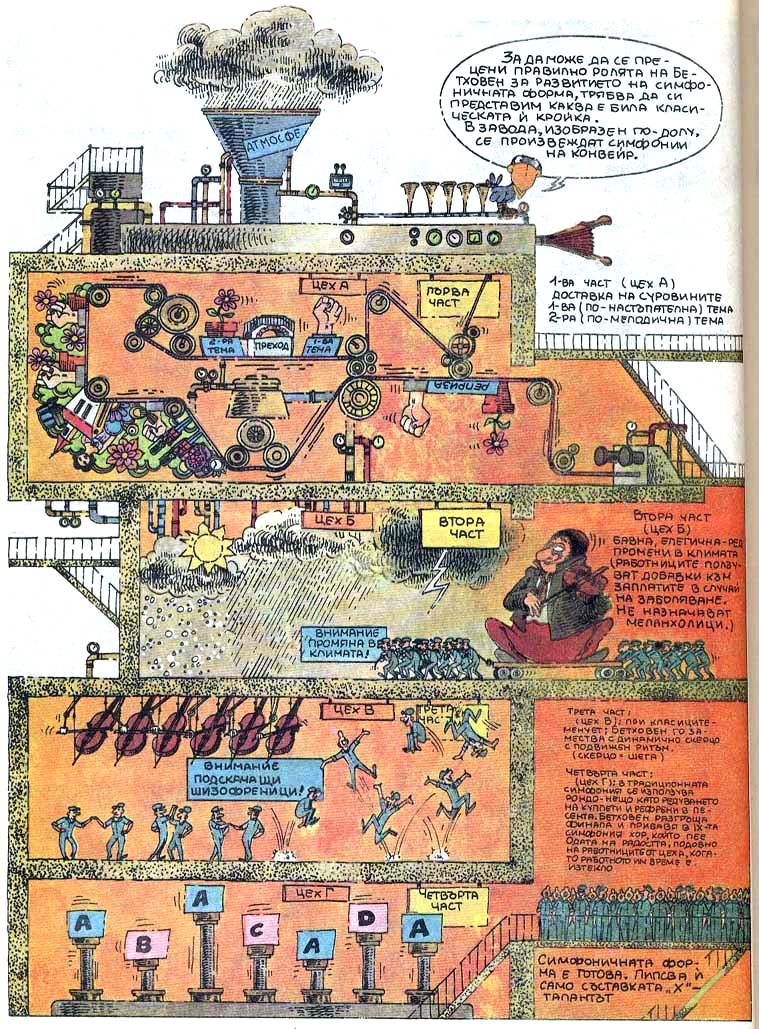 ЗА ДА МОЖЕ ДА СЕ ПРЕ-
ЦЕНИ ПРАВИЛНО РОЛЯТА НА БЕ-
ТХОВЕН ЗА РАЗВИТИЕТО НА СИМФО-
НИЧНАТА ФОРМА, ТРЯБВА ДА СИ
ПРЕДСТАВИМ КАКВА Е БИЛА КЛАСИ-
ЧЕСКАТА Й КРОЙКА.
В ЗАВОДА, ИЗОБРАЗЕН ПО-ДОЛУ,
СЕ ПРОИЗВЕЖДАТ СИМФОНИИ
НА КОНВЕЙР.
АТМОСФЕ
1-ВА ЧАСТ (ЦЕХ А)
ДОСТАВКА НА СУРОВИНИТЕ
1-ВА (ПО-НАСТЪПАТЕЛНА) ТЕМА
2-РА (ПО-МЕЛОДИЧНА) ТЕМА
ЦЕХ А
ПЪРВА
ЧАСТ
2-РА
ТЕМА
ПРЕХОД
1-ВА
ТЕМА
РЕПРИЗА
ЦЕХ Б
ВТОРА
ЧАСТ
ВТОРА ЧАСТ
(ЦЕХ Б)
БАВНА, ЕЛЕГИЧНА-РЕД
ПРОМЕНИ В КЛИМАТА
(РАБОТНИЦИТЕ ПОЛУ-
ВАТ ДОБАВКИ КЪМ
ЗАПЛАТИТЕ В СЛУЧАЙ
НА ЗАБОЛЯВАНЕ.
НЕ НАЗНАЧАВАТ
МЕЛАНХОЛИЦИ.)
ВНИМАНИЕ
ПРОМЯНА В
КЛИМАТА!
ЦЕХ В
ТРЕТА
ЧАС
ВНИМАНИЕ
ПОДСКАЧАЩИ
ШИЗОФРЕНИЦИ!
ТРЕТА ЧАСТ:
(ЦЕХ В): ПРИ КЛАСИЦИТЕ-
МЕНУЕТ; БЕТХОВЕН ГО ЗА-
МЕСТВА С ДИНАМИЧНО СКЕРЦО
С ПОДВИЖЕН РИТЪМ.
(СКЕРЦО = ШЕГА)
ЧЕТВЪРТА ЧАСТ:
(ЦЕХ Г): В ТРАДИЦИОННАТА
СИМФОНИЯ СЕ ИЗПОЛЗУВА
РОНДО-НЕЩО КАТО РЕДУВАНЕТО
НА КУПЛЕТИ И РЕФРЕНИ В ПЕ-
СЕНТА. БЕТХОВЕН РАЗГРЪЩА
ФИНАЛА И ПРИБАВЯ В IX-ТА
СИМФОНИЯ ХОР, КОЙТО ПЕЕ
ОДАТА НА РАДОСТТА, ПОДОБНО
НА РАБОТНИЦИТЕ ОТ ЦЕХА, КОГА-
ТО РАБОТНОТО ИМ ВРЕМЕ Е
ИЗТЕКЛО
ЦЕХ Г
ЧЕТВЪРТА
ЧАСТ
A B A C A D A
СИМФОНИЧНАТА ФОР-
МА Е ГОТОВА. ЛИПСВА Й
САМО СЪСТАВКАТА „Х"-
ТАЛАНТЪТ